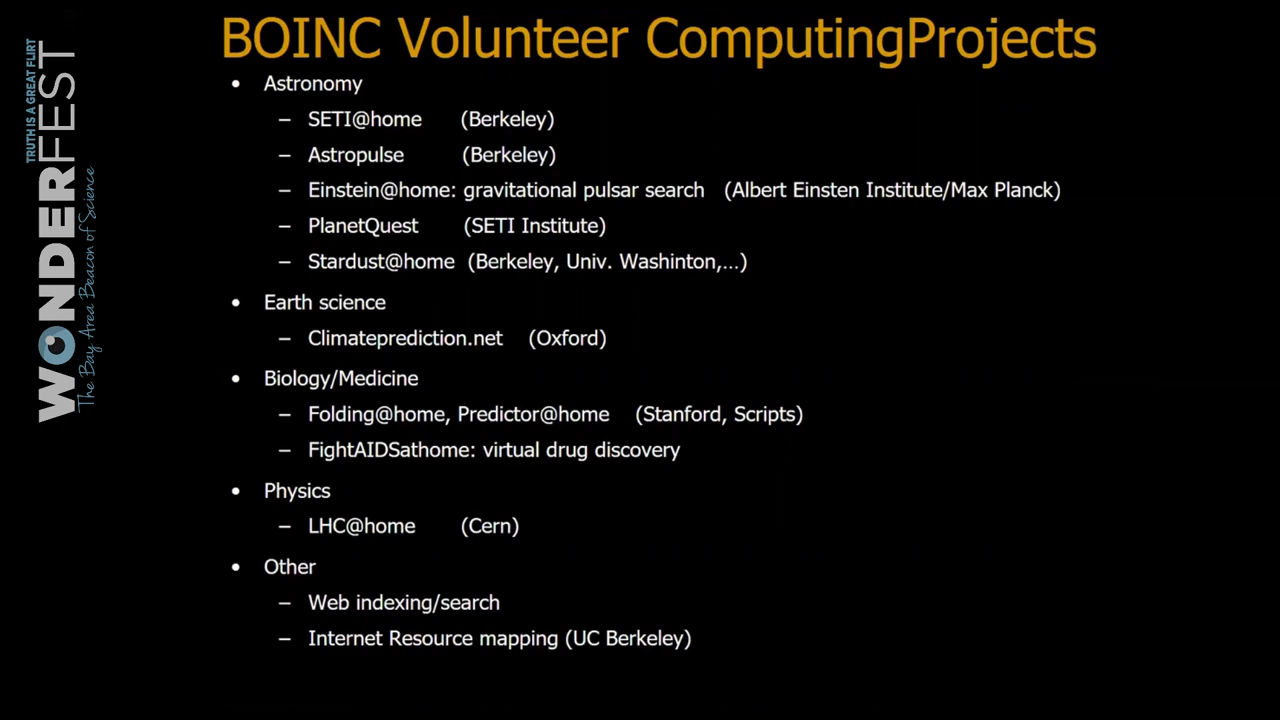 BOINC Volunteer ComputingProjects
• Astronomy
– SETI@home (Berkeley)
– Astropulse (Berkeley)
– Einstein@home: gravitational pulsar search (Albert Einsten Institute/Max Planck)
– PlanetQuest (SETI Institute)
– Stardust@home (Berkeley, Univ. Washinton,...)
• Earth science
– Climateprediction.net (Oxford)
• Biology/Medicine
– Folding@home, Predictor@home (Stanford, Scripts)
– FightAIDSathome: virtual drug discovery
• Physics
– LHC@home (Cern)
• Other
– Web indexing/search
– Internet Resource mapping (UC Berkeley)
TRUTH IS A GREAT FLIRT
WONDERFEST
The Bay Area Beacon of Science